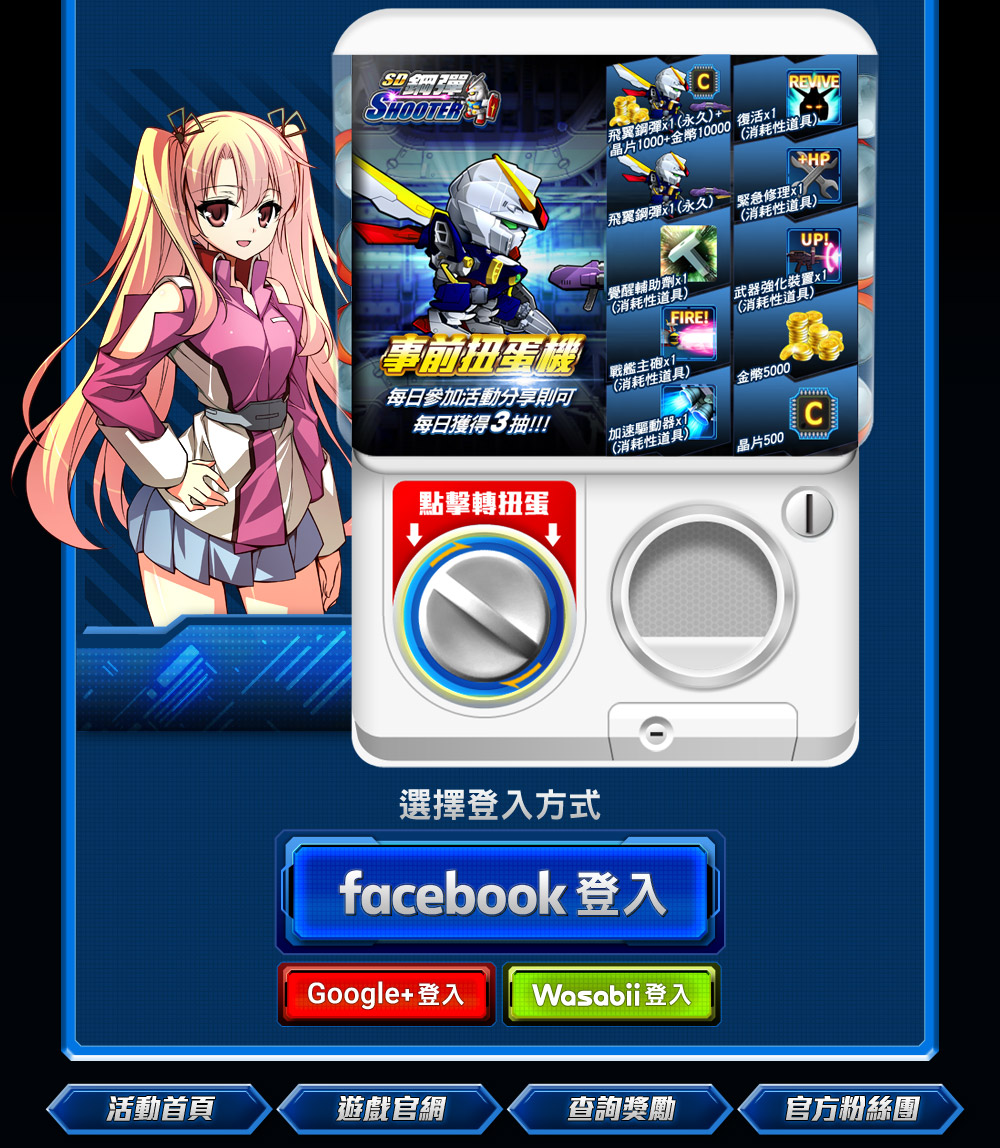 SD鋼彈
SHOOTER
事前扭蛋機
每日參加活動分享則可
每日獲得3抽!!!
C
飛翼鋼彈x1(永久)+
晶片1000+金幣10000
飛翼鋼彈x1(永久)
覺醒輔助劑x1
(消耗性道具)
FIRE!
戰艦主砲x1
(消耗性道具)
加速驅動器x1
(消耗性道具)
REVIVE
復活x1
(消耗性道具)
+HP
緊急修理x1
(消耗性道具)
UP!
武器強化裝置x1
(消耗性道具)
金幣5000
C
晶片500
點擊轉扭蛋
選擇登入方式
facebook 登入
Google+ 登入
Wasabii 登入
活動首頁
遊戲官網
查詢獎勵
官方粉絲團